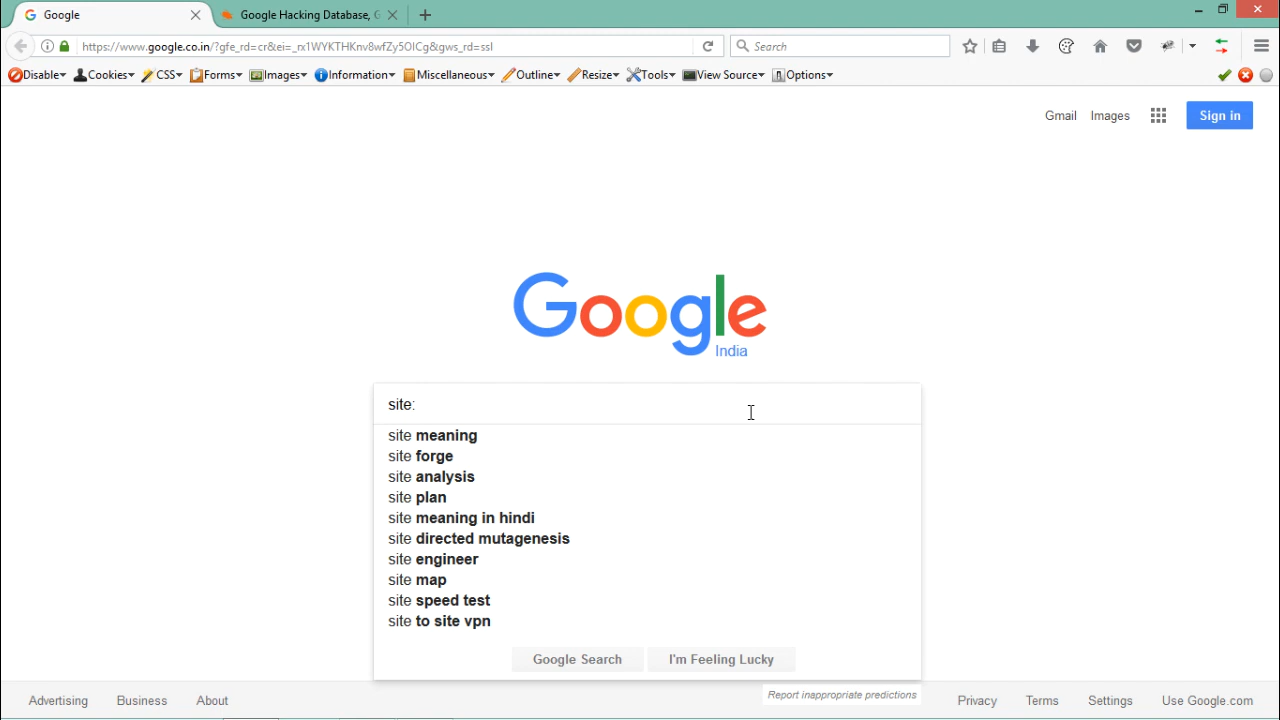 Google
Google Hacking Database, G
https://www.google.co.in/?gfe_rd=cr&ei=_rx1WYKTHKnv8wfZy5OICg&gws_rd=ssl
Search
Disable Cookies CSS Forms Images Information Miscellaneous Outline Resize Tools View Source Options
Gmail Images Sign in
Google
India
site:
site meaning
site forge
site analysis
site plan
site meaning in hindi
site directed mutagenesis
site engineer
site map
site speed test
site to site vpn
Google Search I'm Feeling Lucky
Report inappropriate predictions
Advertising Business About Privacy Terms Settings Use Google.com